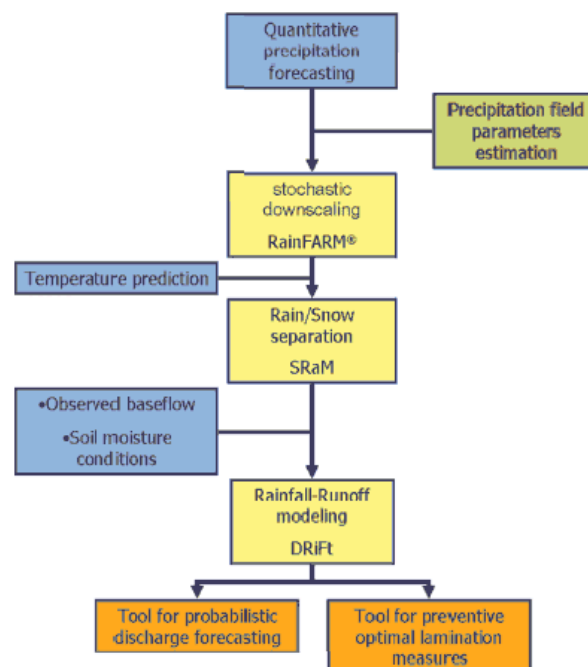 Quantitative
precipitation
forecasting
Precipitation field
parameters
estimation
stochastic
downscaling
RainFARM®
Temperature prediction
Rain/Snow
separation
SRaM
•Observed baseflow
•Soil moisture
conditions
Rainfall-Runoff
modeling
DRiFt
Tool for probabilistic
discharge forecasting
Tool for preventive
optimal lamination
measures